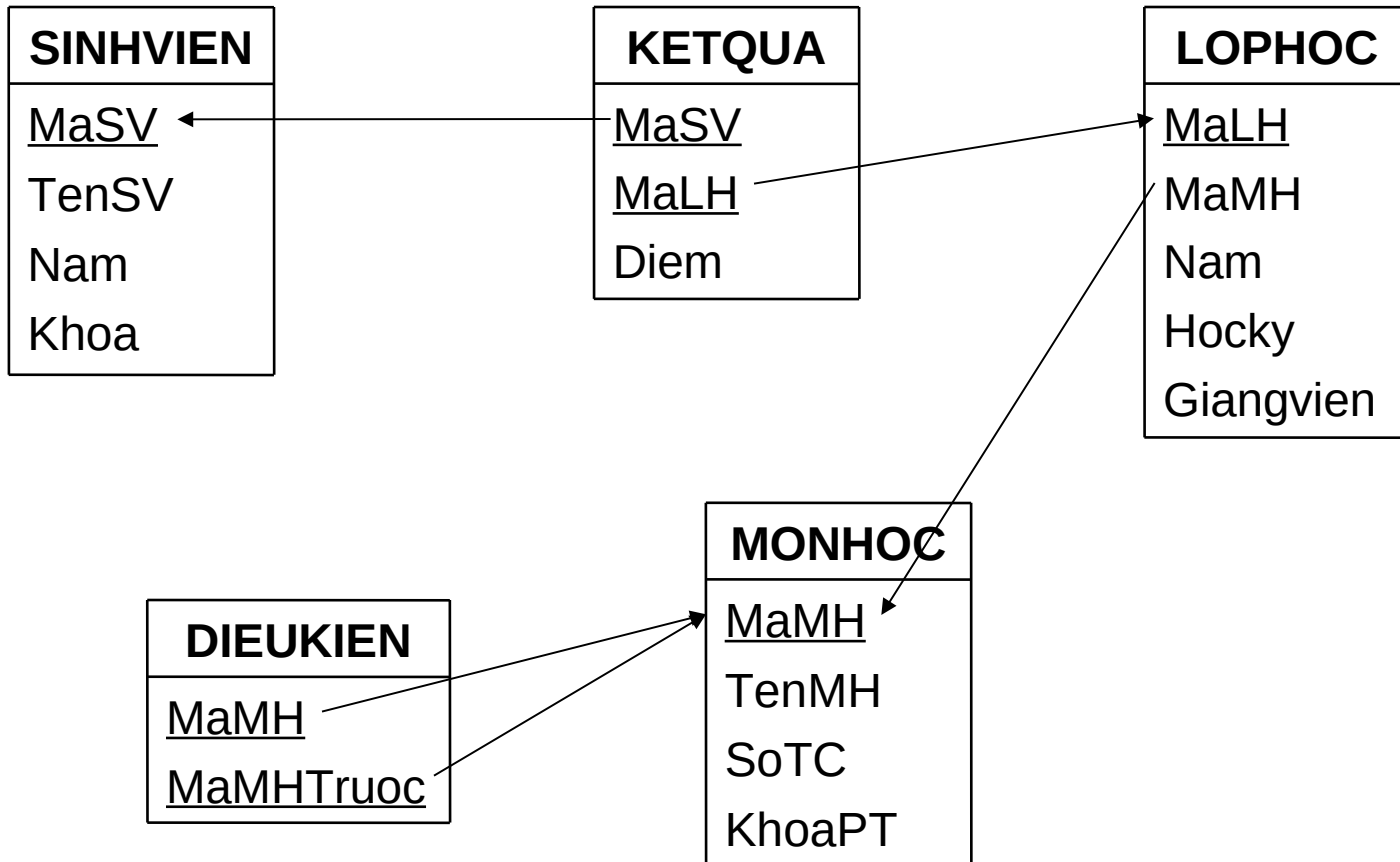 SINHVIEN
MaSV
TenSV
Nam
Khoa
KETQUA
MaSV
MaLH
Diem
LOPHOC
MaLH
MaMH
Nam
Hocky
Giangvien
DIEUKIEN
MaMH
MaMHTruoc
MONHOC
MaMH
TenMH
SoTC
KhoaPT